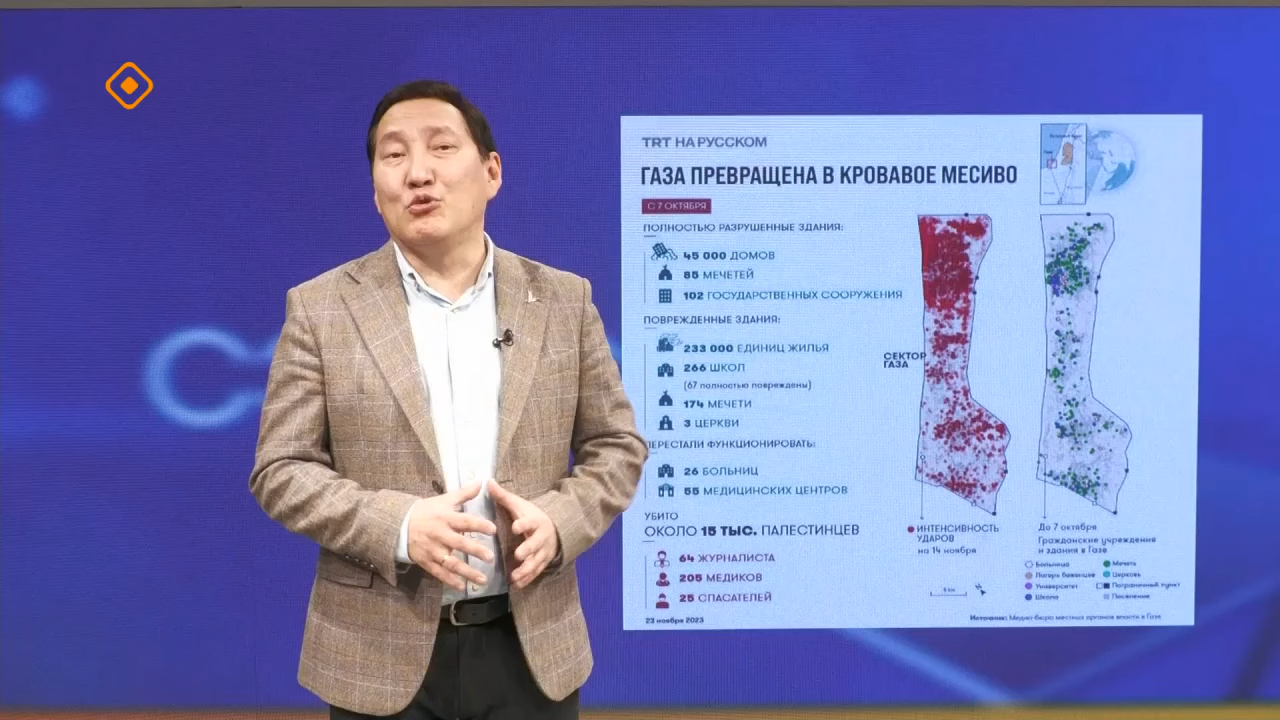 TRT НА РУССКОМ
ГАЗА ПРЕВРАЩЕНА В КРОВАВОЕ МЕСИВО
С 7 ОКТЯБРЯ
ПОЛНОСТЬЮ РАЗРУШЕННЫЕ ЗДАНИЯ:
45 000 ДОМОВ
85 МЕЧЕТЕЙ
102 ГОСУДАРСТВЕННЫХ СООРУЖЕНИЯ
ПОВРЕЖДЕННЫЕ ЗДАНИЯ:
233 000 ЕДИНИЦ ЖИЛЬЯ
266 ШКОЛ
(67 полностью повреждены)
174 МЕЧЕТИ
3 ЦЕРКВИ
ПЕРЕСТАЛИ ФУНКЦИОНИРОВАТЬ:
26 БОЛЬНИЦ
55 МЕДИЦИНСКИХ ЦЕНТРОВ
УБИТО
ОКОЛО 15 ТЫС. ПАЛЕСТИНЦЕВ
64 ЖУРНАЛИСТА
205 МЕДИКОВ
25 СПАСАТЕЛЕЙ
23 ноября 2023
СЕКТОР
ГАЗА
ИНТЕНСИВНОСТЬ
УДАРОВ
на 14 ноября
До 7 октября
Гражданские учреждения
и здания в Газе
Больница
Лагерь беженцев
Университет
Школа
Мечеть
Церковь
Пограничный пункт
Поселения
Источник: Медиа-бюро местных органов власти в Газе